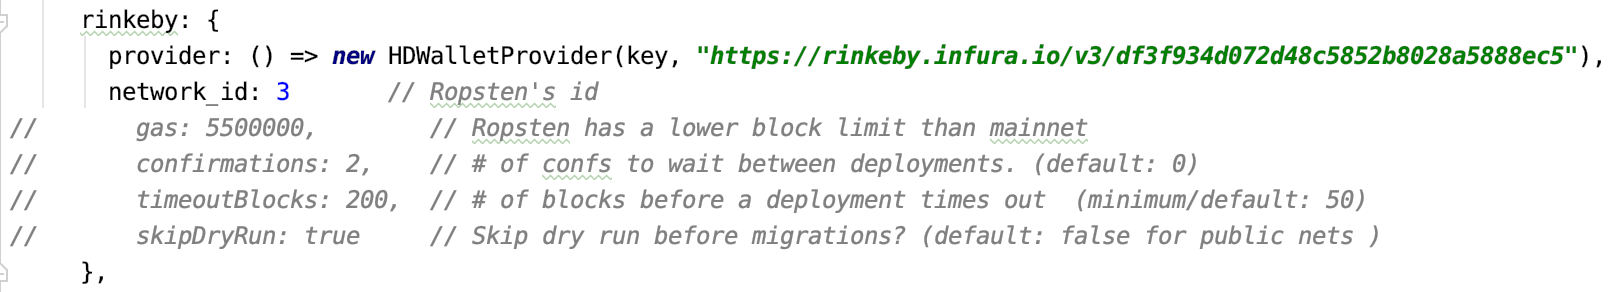 rinkeby: {
provider: () => new HDWalletProvider(key, "https://rinkeby.infura.io/v3/df3f934d072d48c5852b8028a5888ec5"),
network_id: 3       // Ropsten's id
//       gas: 5500000,        // Ropsten has a lower block limit than mainnet
//       confirmations: 2,    // # of confs to wait between deployments. (default: 0)
//       timeoutBlocks: 200,  // # of blocks before a deployment times out  (minimum/default: 50)
//       skipDryRun: true     // Skip dry run before migrations? (default: false for public nets )
},